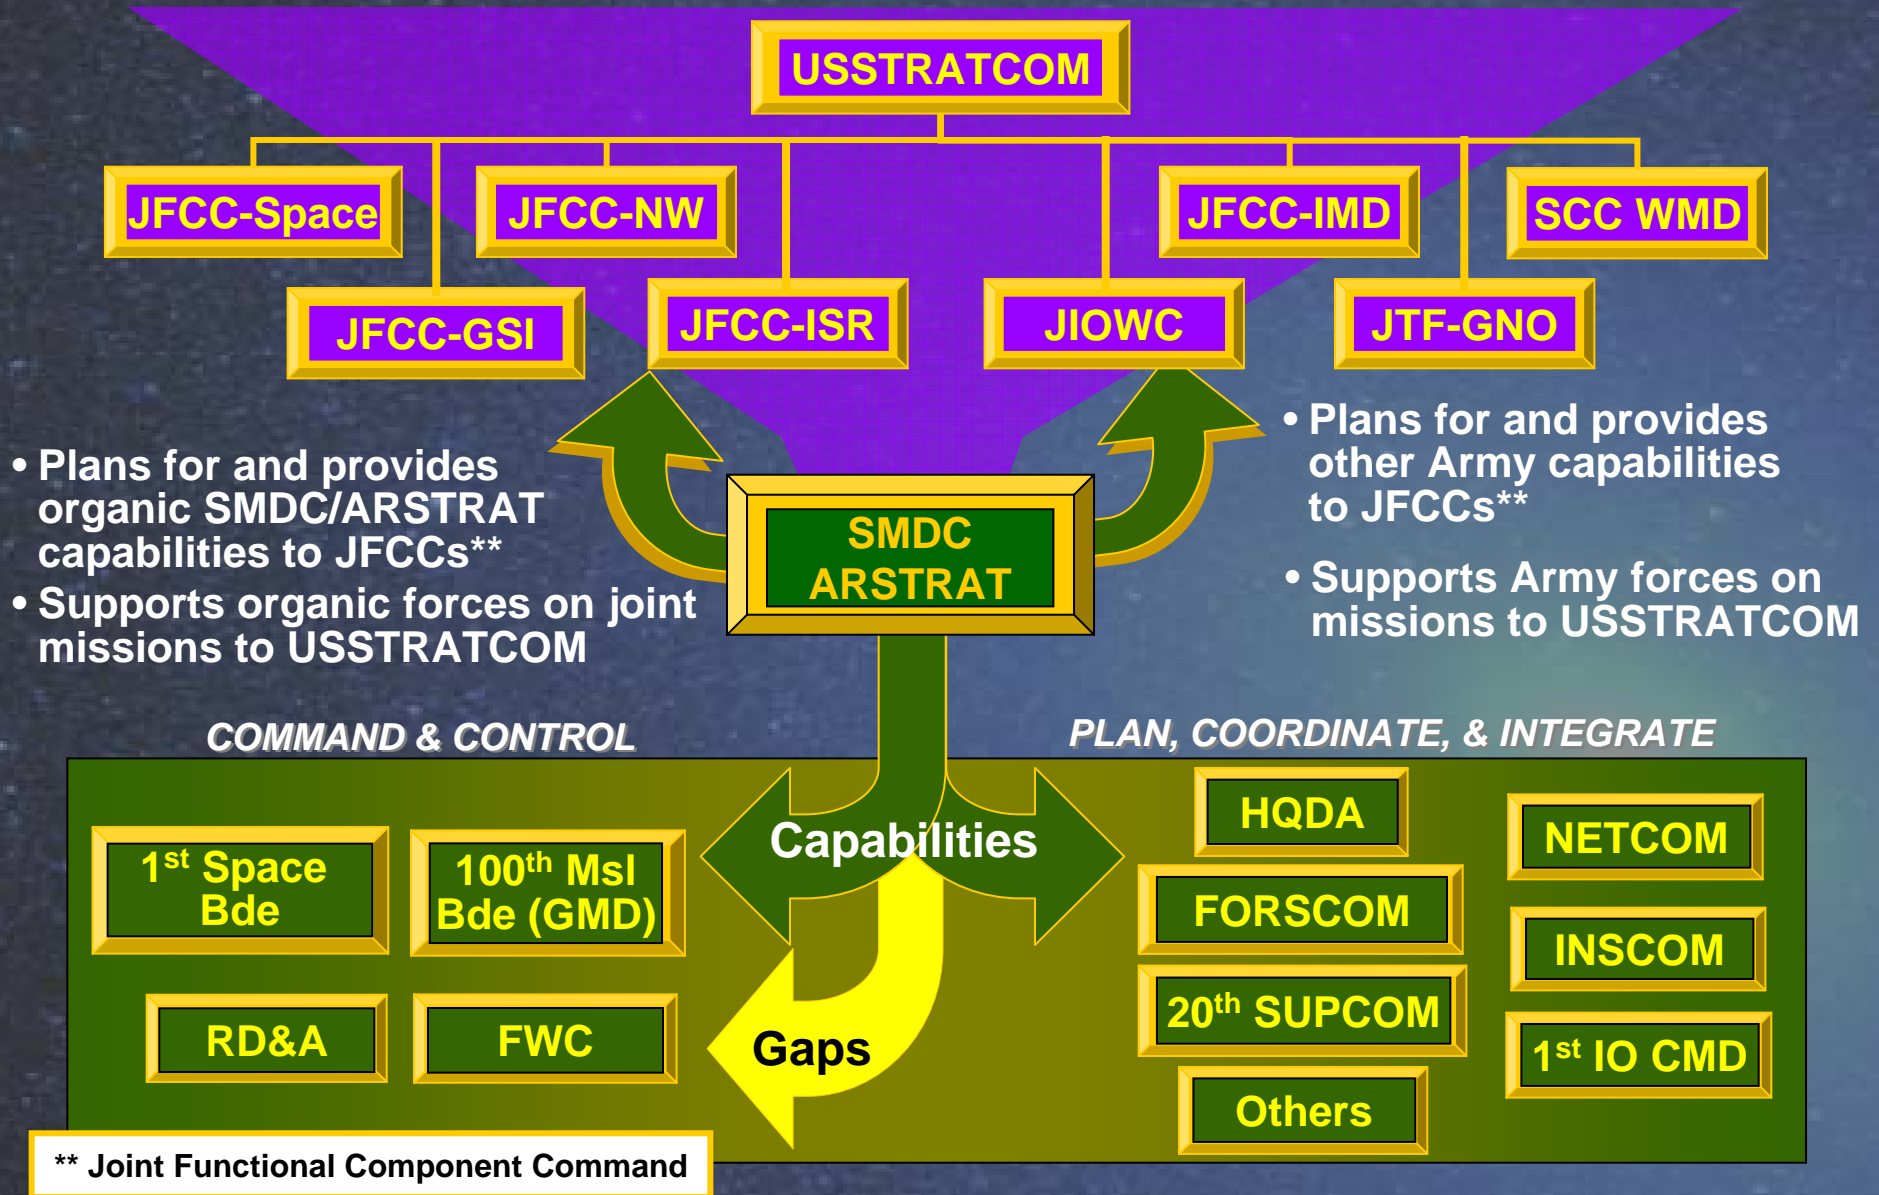 USSTRATCOM
JFCC-Space
JFCC-NW
JFCC-IMD
SCC WMD
JFCC-GSI
JFCC-ISR
JIOWC
JTF-GNO
• Plans for and provides
organic SMDC/ARSTRAT
capabilities to JFCCs**
• Supports organic forces on joint
missions to USSTRATCOM
SMDC
ARSTRAT
• Plans for and provides
other Army capabilities
to JFCCs**
• Supports Army forces on
missions to USSTRATCOM
COMMAND & CONTROL
PLAN, COORDINATE, & INTEGRATE
1st Space
Bde
100th Msl
Bde (GMD)
RD&A
FWC
Capabilities
Gaps
HQDA
FORSCOM
20th SUPCOM
Others
NETCOM
INSCOM
1st IO CMD
** Joint Functional Component Command